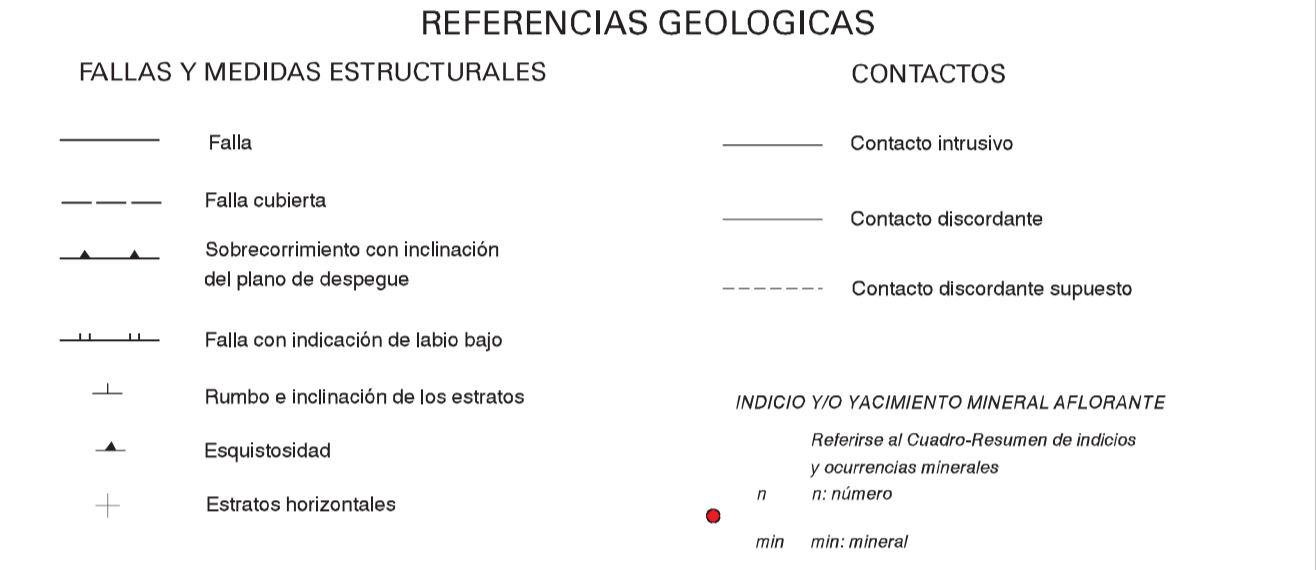 REFERENCIAS GEOLOGICAS
FALLAS Y MEDIDAS ESTRUCTURALES
Falla
Falla cubierta
Sobrecorrimiento con inclinación
del plano de despegue
Falla con indicación de labio bajo
Rumbo e inclinación de los estratos
Esquistosidad
Estratos horizontales
CONTACTOS
Contacto intrusivo
Contacto discordante
Contacto discordante supuesto
INDICIO Y/O YACIMIENTO MINERAL AFLORANTE
Referirse al Cuadro-Resumen de indicios
y ocurrencias minerales
n n: número
min min: mineral